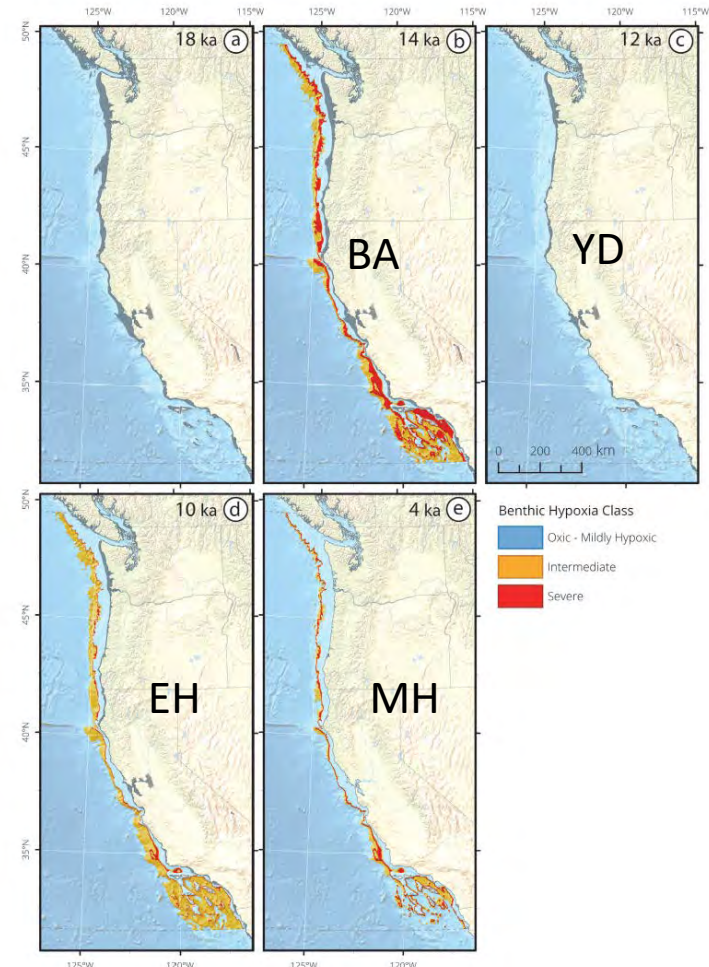 125°W 120°W 115°W 125°W 120°W 115°W 125°W 120°W 115°W
50°N
18 ka a
14 ka b
12 ka c
45°N
BA
YD
40°N
35°N
0 200 400 km
50°N
10 ka d
4 ka e
Benthic Hypoxia Class
Oxic - Mildly Hypoxic
Intermediate
Severe
45°N
EH
MH
40°N
35°N
125°W 120°W 125°W 120°W